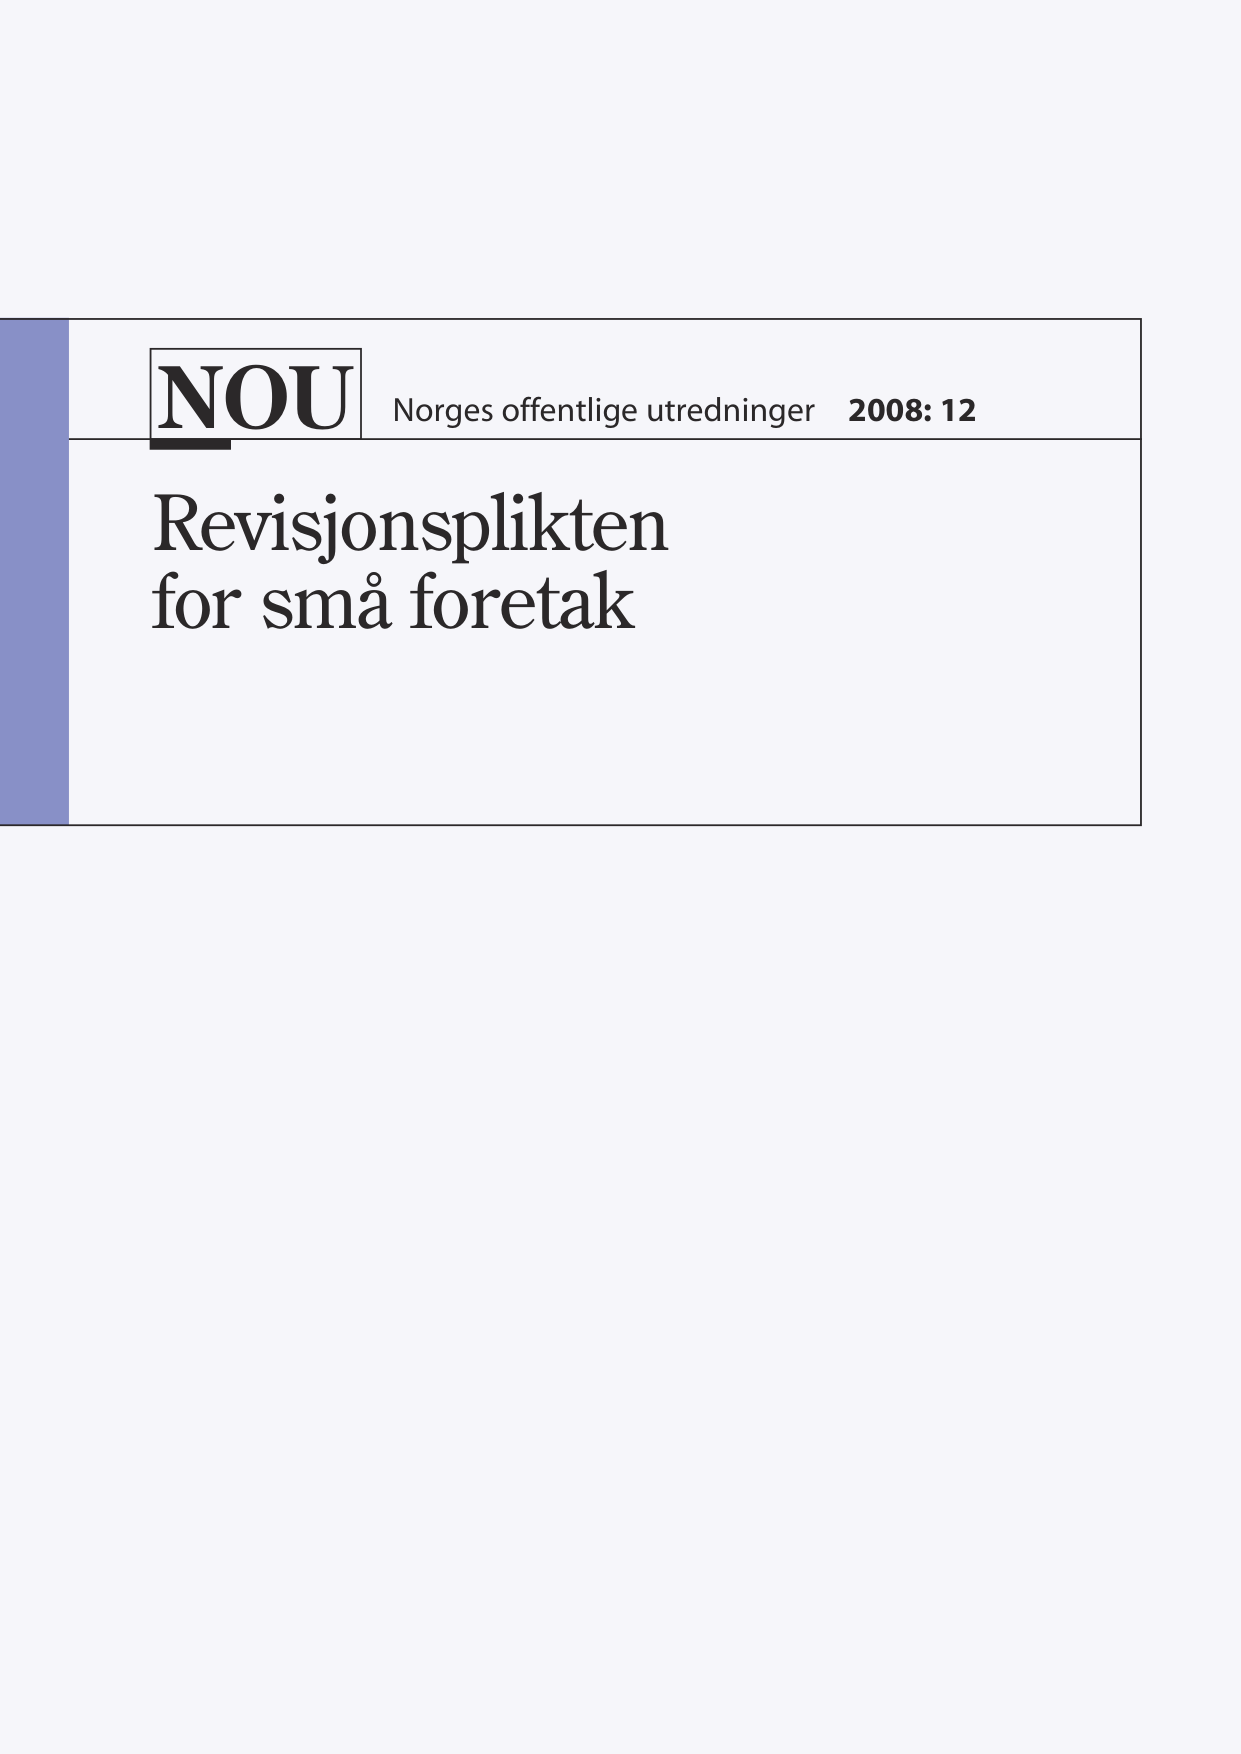 NOU Norges offentlige utredninger 2008: 12
Revisjonsplikten
for små foretak